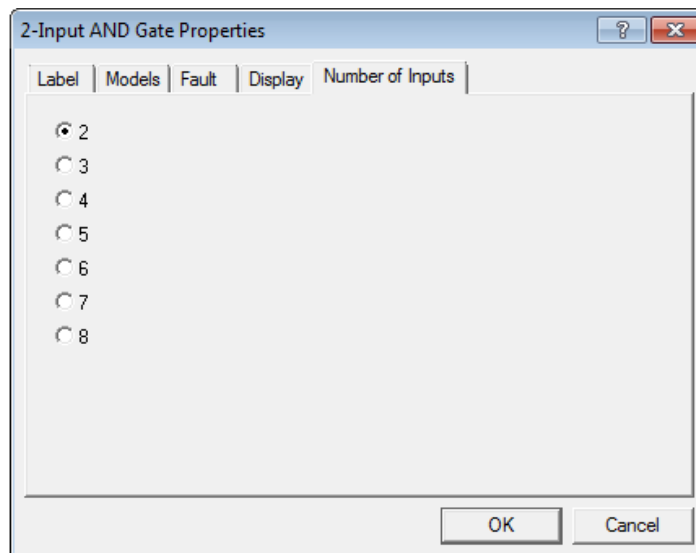 2-Input AND Gate Properties
Label Models Fault Display Number of Inputs
2
3
4
5
6
7
8
OK Cancel